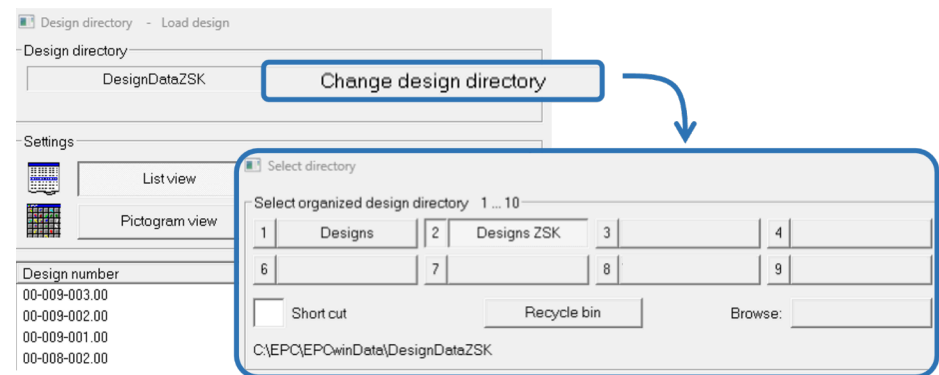 Design directory - Load design
Design directory
DesignDataZSK
Change design directory
Settings
List view
Pictogram view
Design number
00-009-003.00
00-009-002.00
00-009-001.00
00-008-002.00
Select directory
Select organized design directory 1 ... 10
1 Designs 2 Designs ZSK 3 4
6 7 8 9
Short cut Recycle bin Browse:
C:\EPC\EPCwinData\DesignDataZSK